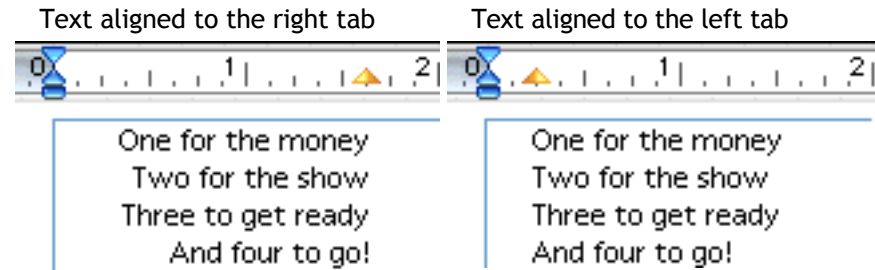 Text aligned to the right tab
0 1 2
One for the money
Two for the show
Three to get ready
And four to go!
Text aligned to the left tab
0 1 2
One for the money
Two for the show
Three to get ready
And four to go!